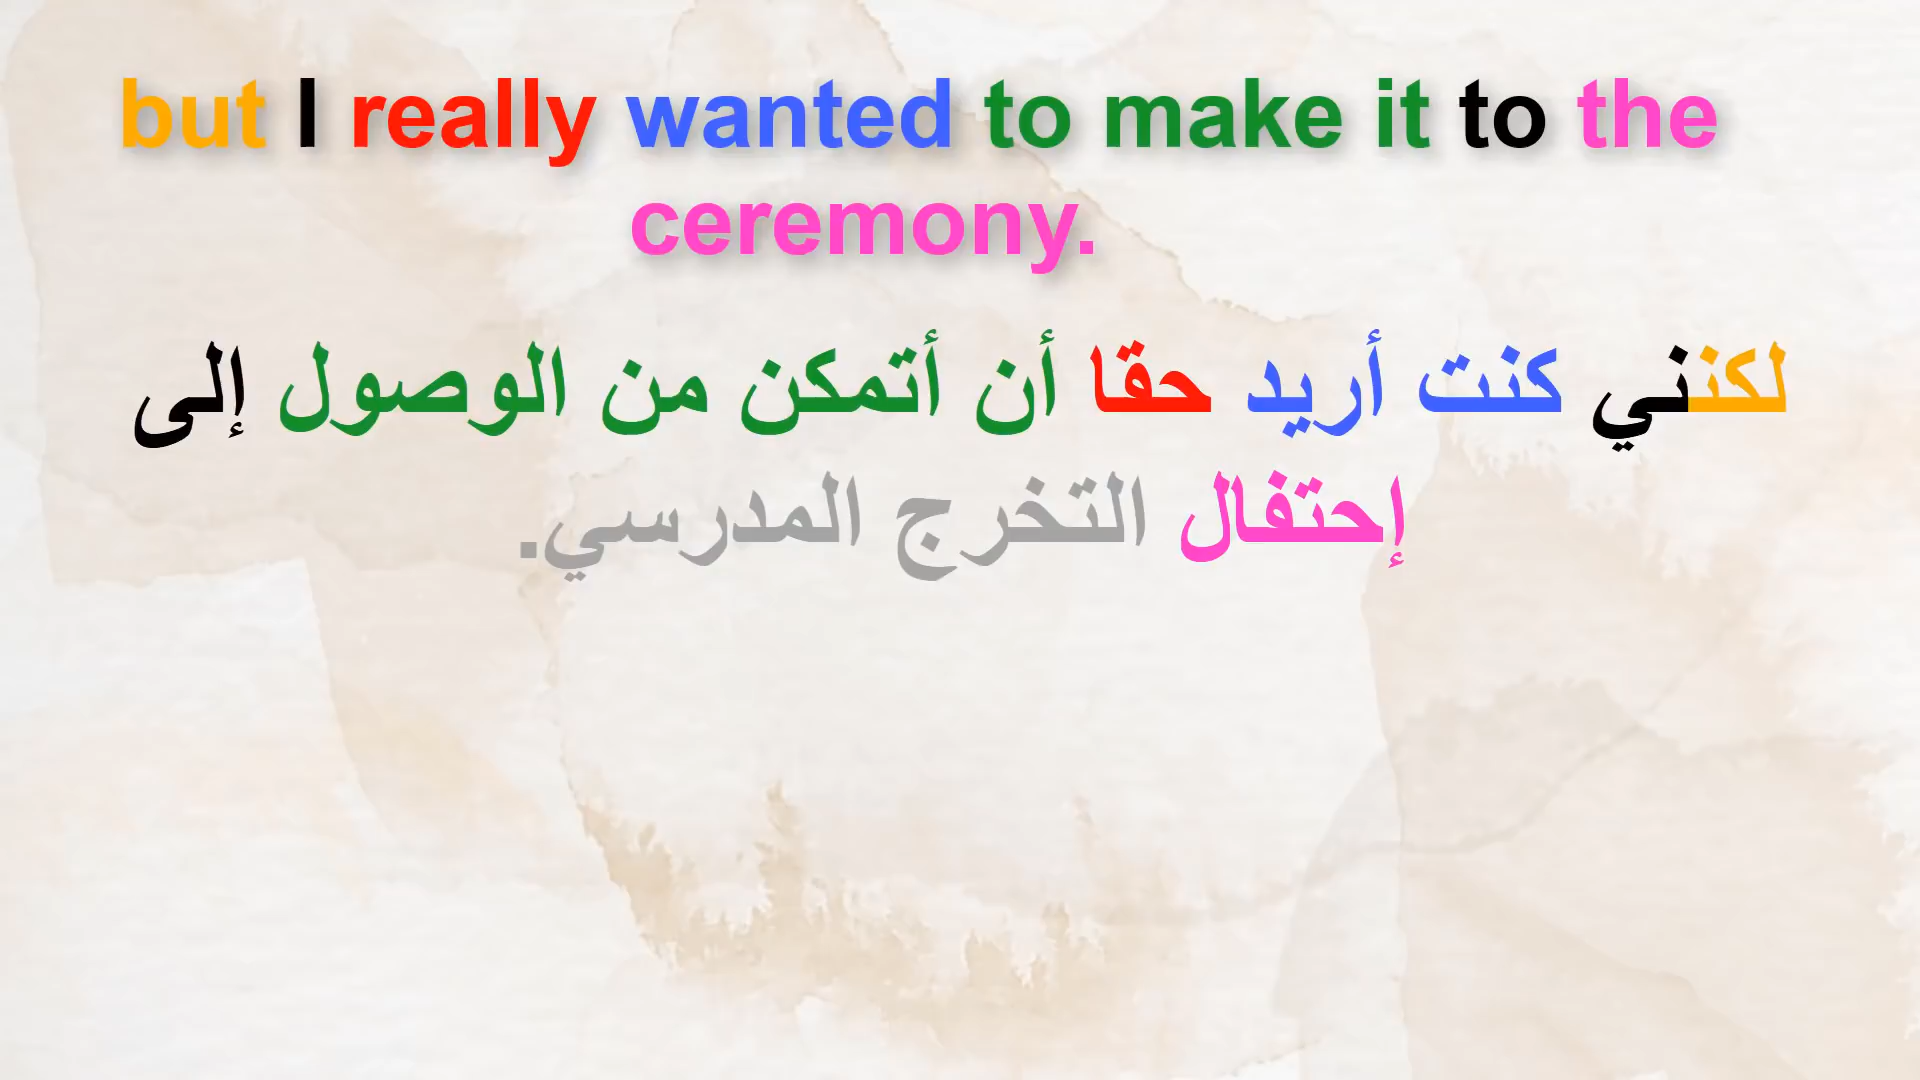 but I really wanted to make it to the
ceremony.
لكنني كنت أريد حقا أن أتمكن من الوصول إلى
إحتفال التخرج المدرسي.